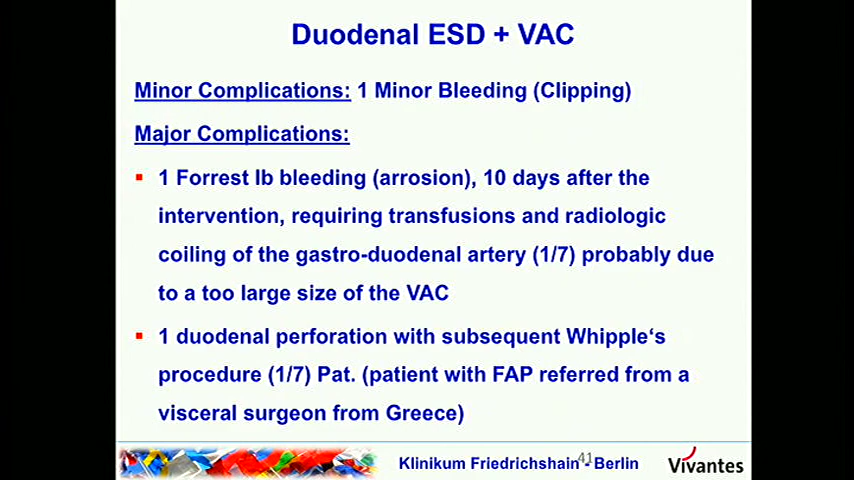 Duodenal ESD + VAC
Minor Complications: 1 Minor Bleeding (Clipping)
Major Complications:
▪ 1 Forrest Ib bleeding (arrosion), 10 days after the
intervention, requiring transfusions and radiologic
coiling of the gastro-duodenal artery (1/7) probably due
to a too large size of the VAC
▪ 1 duodenal perforation with subsequent Whipple‘s
procedure (1/7) Pat. (patient with FAP referred from a
visceral surgeon from Greece)
Klinikum Friedrichshain - Berlin
41
Vivantes